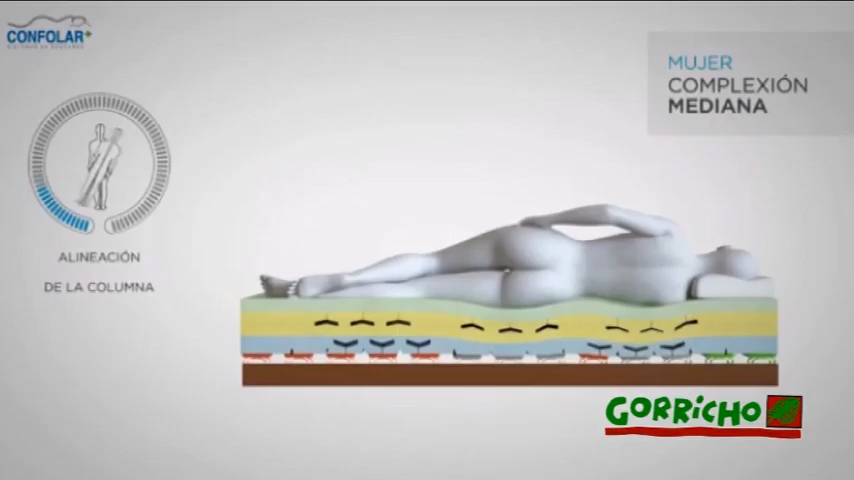 CONFOLAR
MUJER
COMPLEXIÓN
MEDIANA
ALINEACIÓN
DE LA COLUMNA
GORRICHO